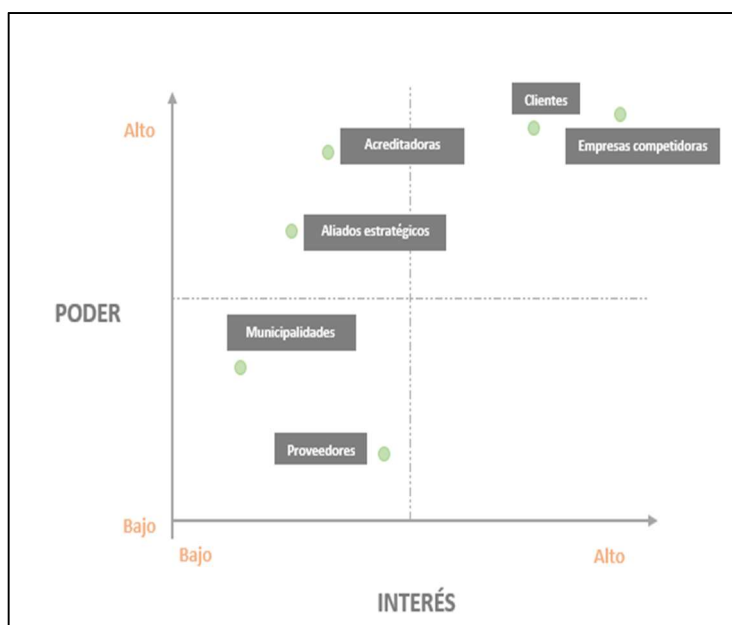 Clientes
Alto
Acreditadoras
Empresas competidoras
Aliados estratégicos
PODER
Municipalidades
Proveedores
Bajo
Bajo
Alto
INTERÉS